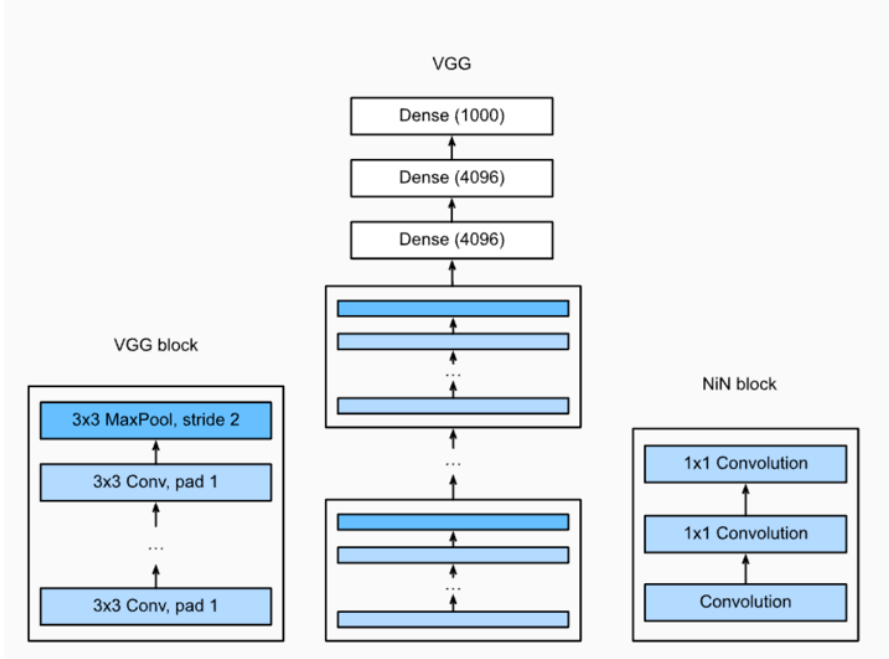 VGG
Dense (1000)
Dense (4096)
Dense (4096)
...
...
...
VGG block
3x3 MaxPool, stride 2
3x3 Conv, pad 1
...
3x3 Conv, pad 1
NiN block
1x1 Convolution
1x1 Convolution
Convolution